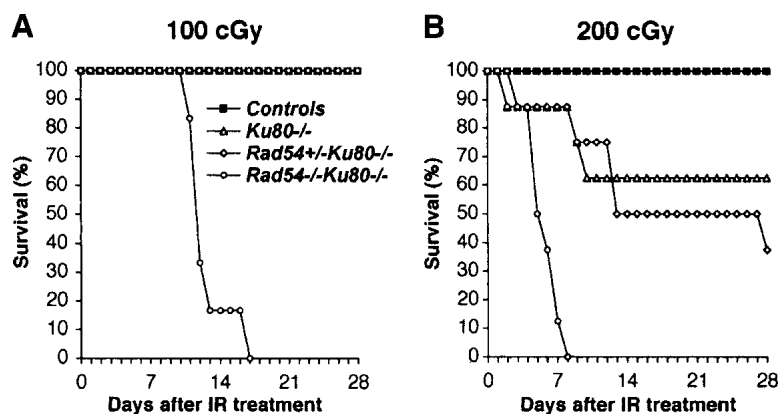 A
100 cGy
Survival (%)
100
90
80
70
60
50
40
30
20
10
0
0 7 14 21 28
Days after IR treatment
Controls
Ku80-/-
Rad54+/-Ku80-/-
Rad54-/-Ku80-/-
B
200 cGy
Survival (%)
100
90
80
70
60
50
40
30
20
10
0
0 7 14 21 28
Days after IR treatment